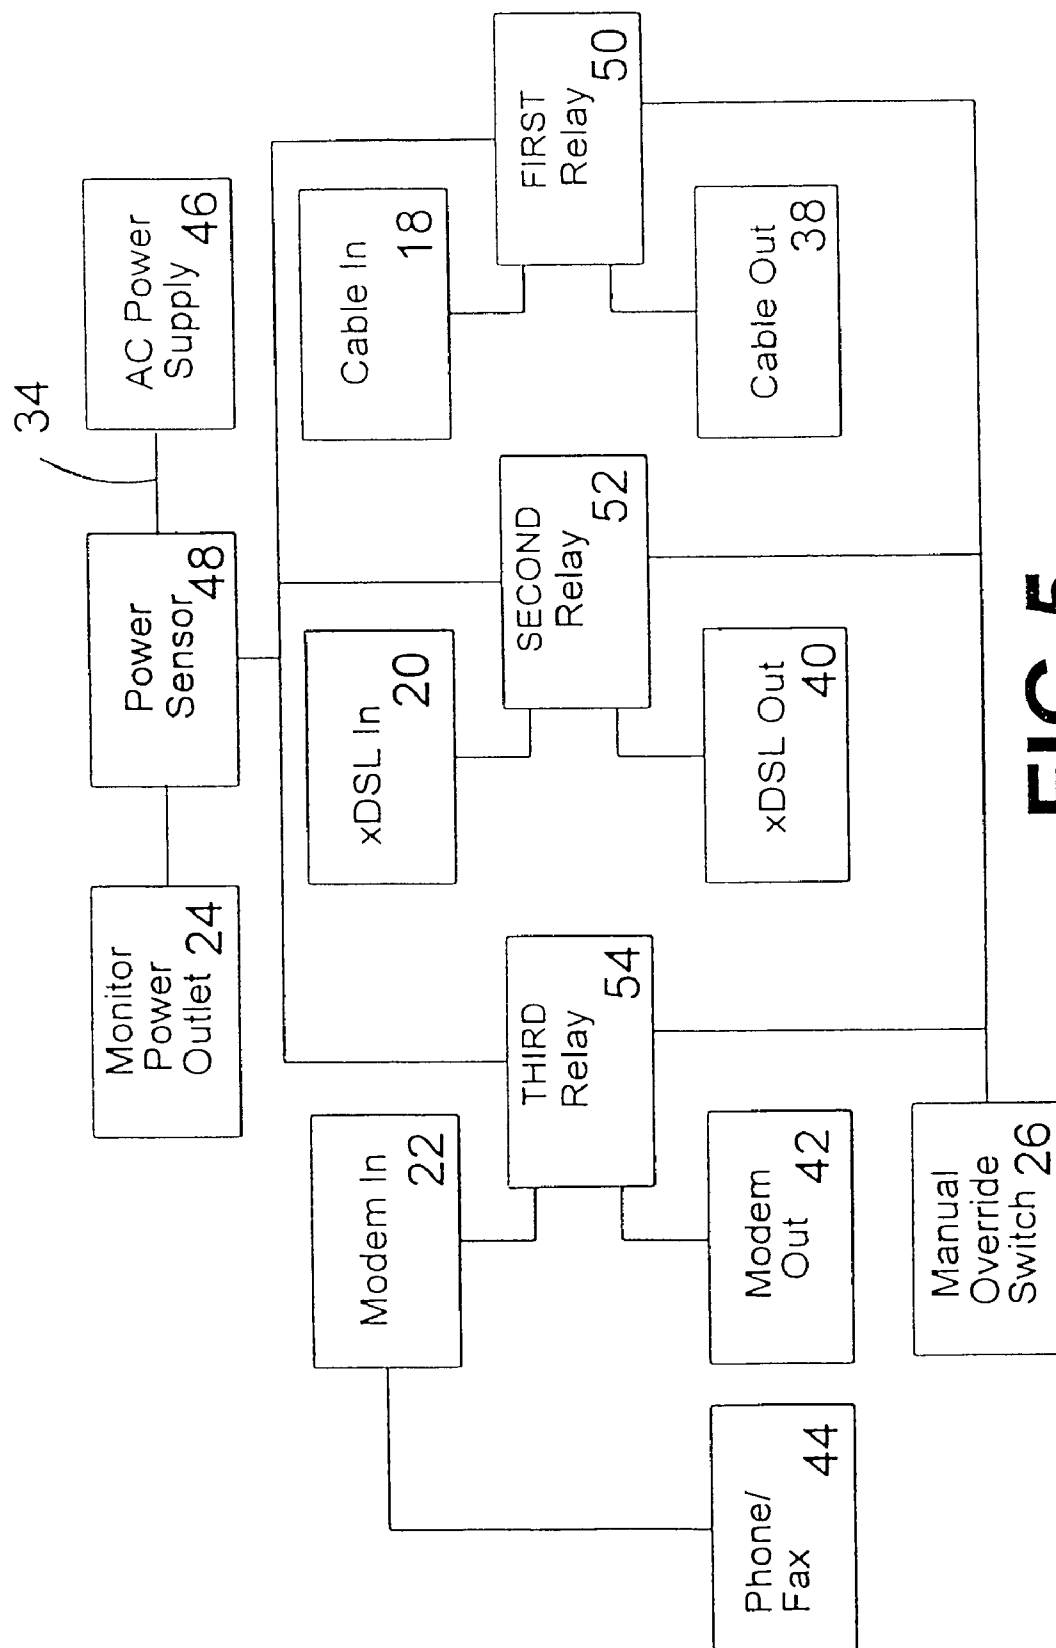 34
Monitor
Power
Outlet 24
Power
Sensor
48
AC Power
Supply
46
Modem In
22
xDSL In
20
Cable In
18
THIRD
Relay
54
SECOND
Relay
52
FIRST
Relay
50
Phone/
Fax
44
Modem
Out
42
xDSL Out
40
Cable Out
38
Manual
Override
Switch 26
FIG. 5